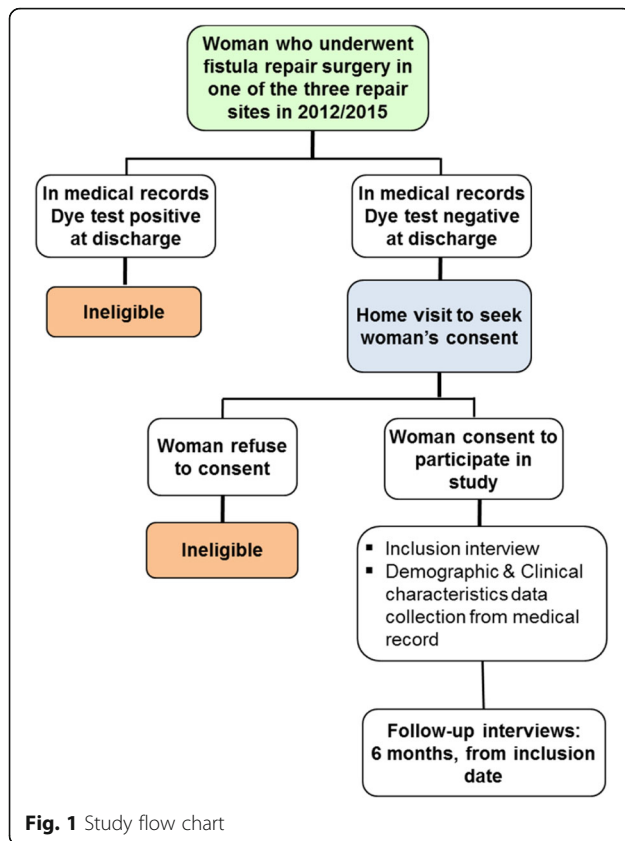 Woman who underwent
fistula repair surgery in
one of the three repair
sites in 2012/2015
In medical records
Dye test positive
at discharge
In medical records
Dye test negative
at discharge
Ineligible
Home visit to seek
woman's consent
Woman refuse
to consent
Woman consent to
participate in
study
Ineligible
▪ Inclusion interview
▪ Demographic & Clinical
characteristics data
collection from medical
record
Follow-up interviews:
6 months, from inclusion
date
Fig. 1 Study flow chart